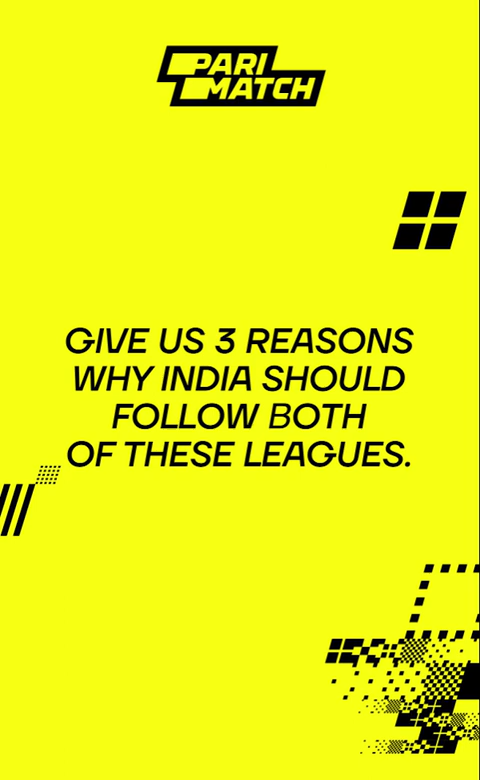 PARI
MATCH
GIVE US 3 REASONS
WHY INDIA SHOULD
FOLLOW BOTH
OF THESE LEAGUES.